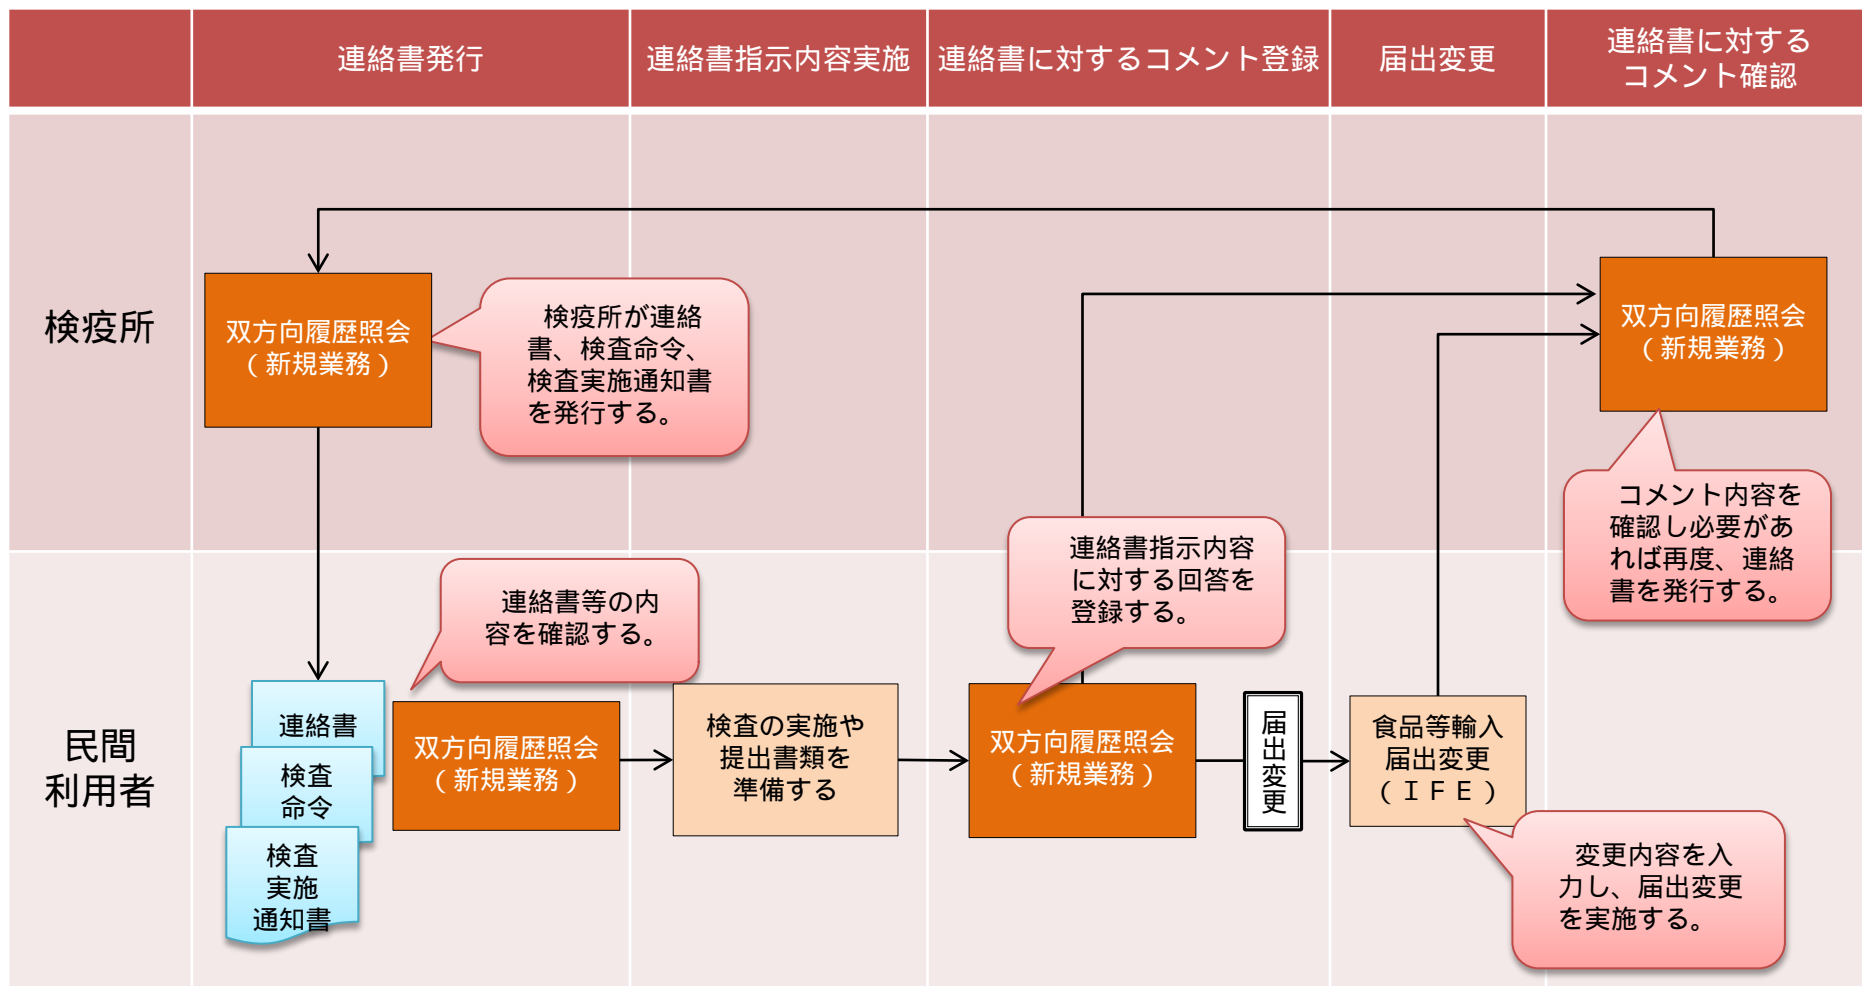 連絡書発行
連絡書指示内容実施
連絡書に対するコメント登録
届出変更
連絡書に対する
コメント確認
検疫所
双方向履歴照会
（新規業務）
検疫所が連絡
書、検査命令、
検査実施通知書
を発行する。
双方向履歴照会
（新規業務）
コメント内容を
確認し必要があ
れば再度、連絡
書を発行する。
民間
利用者
連絡書
検査
命令
検査
実施
通知書
連絡書等の内
容を確認する。
双方向履歴照会
（新規業務）
検査の実施や
提出書類を
準備する
連絡書指示内容
に対する回答を
登録する。
双方向履歴照会
（新規業務）
届出変更
食品等輸入
届出変更
（ＩＦＥ）
変更内容を入
力し、届出変更
を実施する。